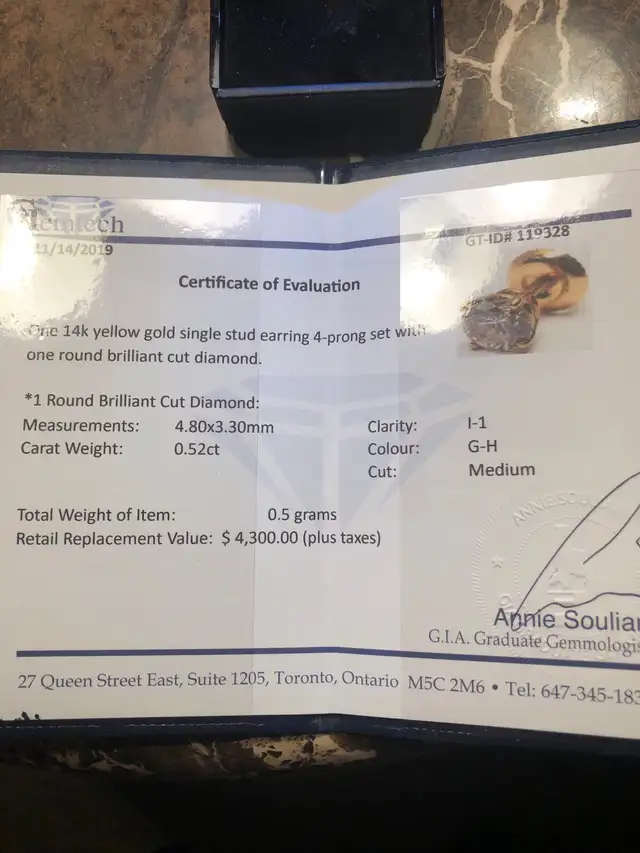 Gemtech
11/14/2019
GT-ID# 119328
Certificate of Evaluation
One 14k yellow gold single stud earring 4-prong set with
one round brilliant cut diamond.
*1 Round Brilliant Cut Diamond:
Measurements: 4.80x3.30mm
Carat Weight: 0.52ct
Clarity: I-1
Colour: G-H
Cut: Medium
Total Weight of Item: 0.5 grams
Retail Replacement Value: $ 4,300.00 (plus taxes)
Annie
G.I.A. Graduate
27 Queen Street East, Suite 1205, Toronto, Ontario M5C 2M6 • Tel: 647-345-183